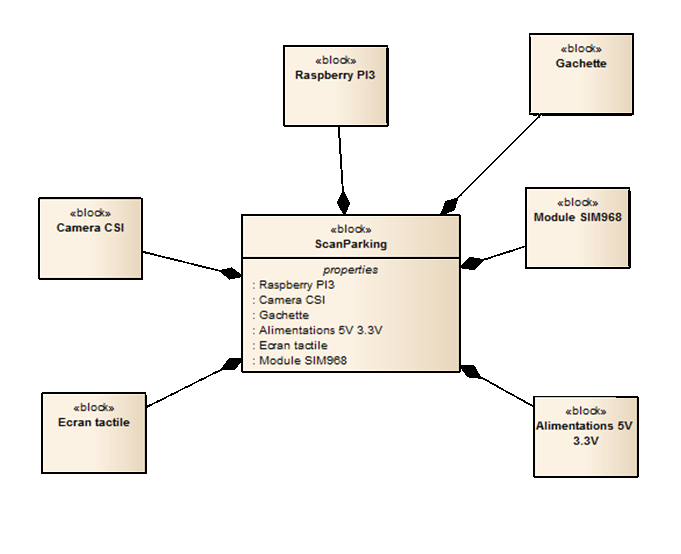 «block»
Raspberry PI3
«block»
Gachette
«block»
Camera CSI
«block»
Module SIM968
«block»
ScanParking
properties
: Raspberry PI3
: Camera CSI
: Gachette
: Alimentations 5V 3.3V
: Ecran tactile
: Module SIM968
«block»
Ecran tactile
«block»
Alimentations 5V
3.3V